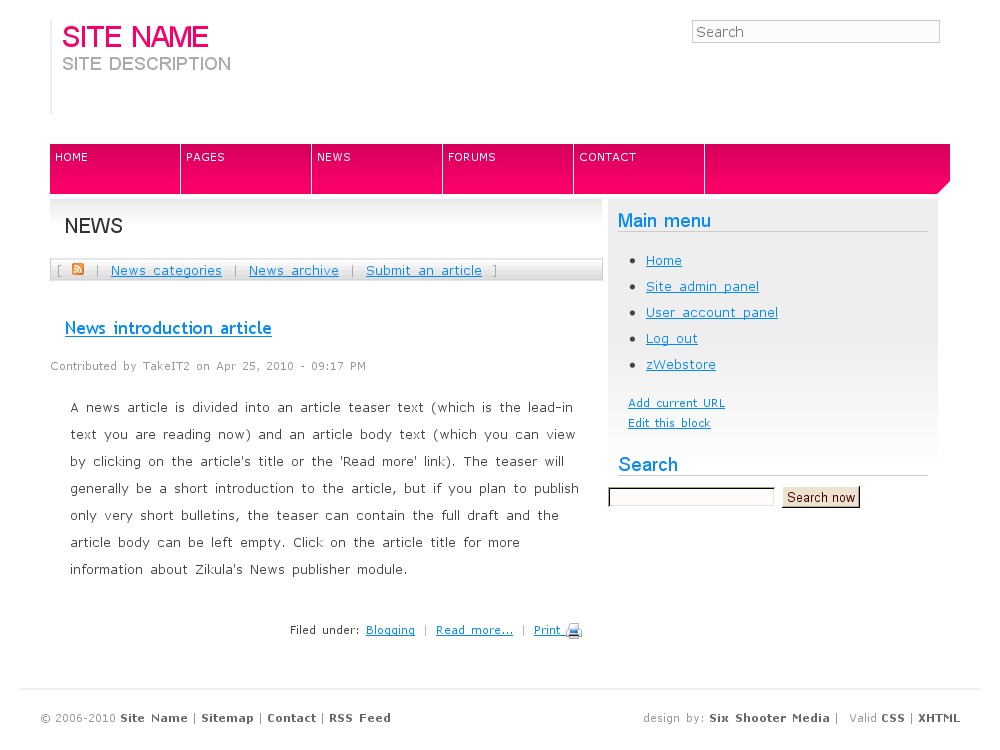 SITE NAME
SITE DESCRIPTION
Search
HOME
PAGES
NEWS
FORUMS
CONTACT
NEWS
[ | News categories | News archive | Submit an article ]
News introduction article
Contributed by TakeIT2 on Apr 25, 2010 - 09:17 PM
A news article is divided into an article teaser text (which is the lead-in
text you are reading now) and an article body text (which you can view
by clicking on the article's title or the 'Read more' link). The teaser will
generally be a short introduction to the article, but if you plan to publish
only very short bulletins, the teaser can contain the full draft and the
article body can be left empty. Click on the article title for more
information about Zikula's News publisher module.
Filed under: Blogging | Read more... | Print
Main menu
Home
Site admin panel
User account panel
Log out
zWebstore
Add current URL
Edit this block
Search
Search now
© 2006-2010 Site Name | Sitemap | Contact | RSS Feed
design by: Six Shooter Media | Valid CSS | XHTML